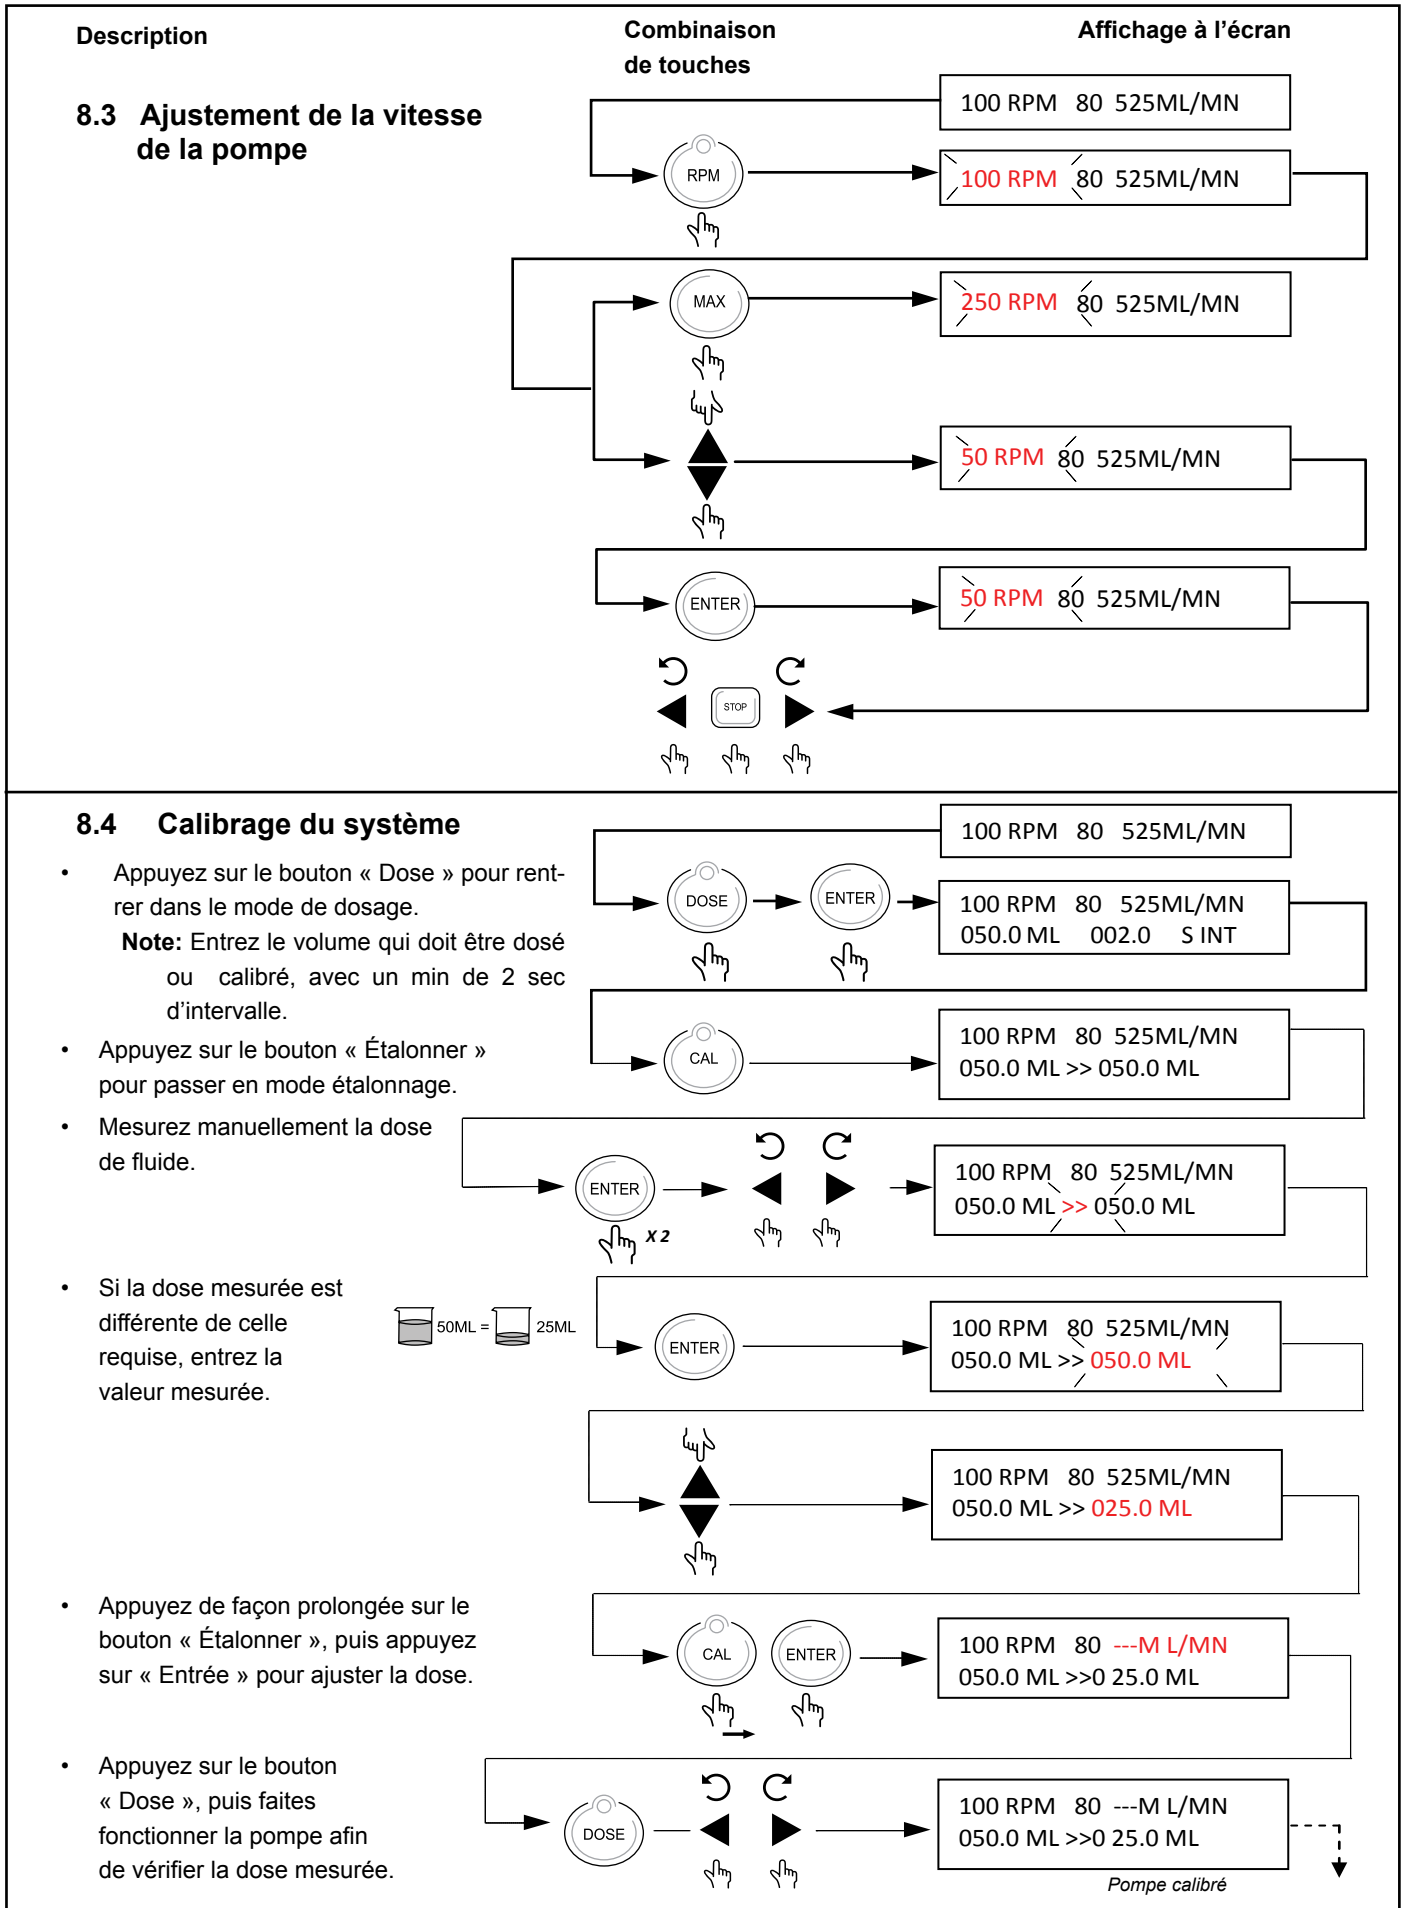 Description
Combinaison
de touches
Affichage à l'écran
8.3 Ajustement de la vitesse
de la pompe
100 RPM 80 525ML/MN
RPM
100 RPM 80 525ML/MN
MAX
250 RPM 80 525ML/MN
50 RPM 80 525ML/MN
ENTER
50 RPM 80 525ML/MN
STOP
8.4 Calibrage du système
100 RPM 80 525ML/MN
• Appuyez sur le bouton « Dose » pour rent-
rer dans le mode de dosage.
Note: Entrez le volume qui doit être dosé
ou calibré, avec un min de 2 sec
d'intervalle.
DOSE
ENTER
100 RPM 80 525ML/MN
050.0 ML 002.0 S INT
• Appuyez sur le bouton « Étalonner »
pour passer en mode étalonnage.
CAL
100 RPM 80 525ML/MN
050.0 ML >> 050.0 ML
• Mesurez manuellement la dose
de fluide.
ENTER
X 2
100 RPM 80 525ML/MN
050.0 ML >> 050.0 ML
• Si la dose mesurée est
différente de celle
requise, entrez la
valeur mesurée.
50ML = 25ML
ENTER
100 RPM 80 525ML/MN
050.0 ML >> 050.0 ML
100 RPM 80 525ML/MN
050.0 ML >> 025.0 ML
• Appuyez de façon prolongée sur le
bouton « Étalonner », puis appuyez
sur « Entrée » pour ajuster la dose.
CAL
ENTER
100 RPM 80 ---M L/MN
050.0 ML >>0 25.0 ML
• Appuyez sur le bouton
« Dose », puis faites
fonctionner la pompe afin
de vérifier la dose mesurée.
DOSE
100 RPM 80 ---M L/MN
050.0 ML >>0 25.0 ML
Pompe calibré